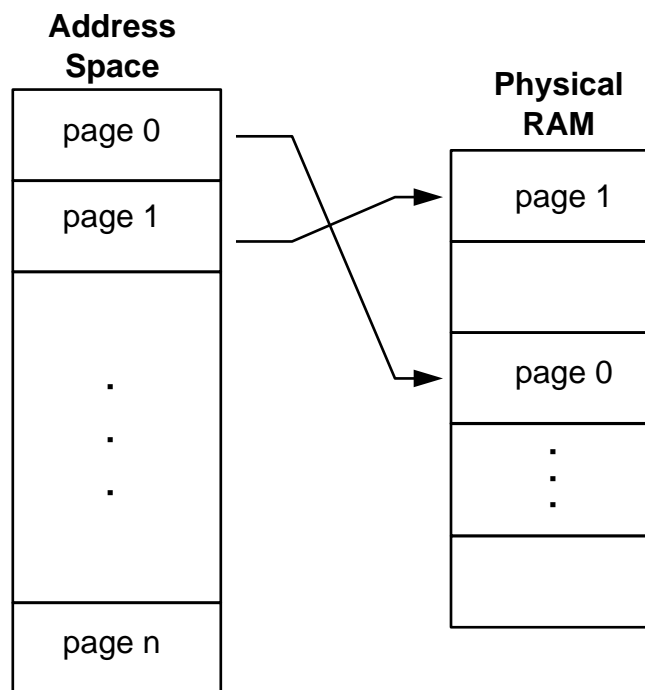 Address
Space
page 0
page 1
.
.
.
page n
Physical
RAM
page 1
page 0
.
.
.